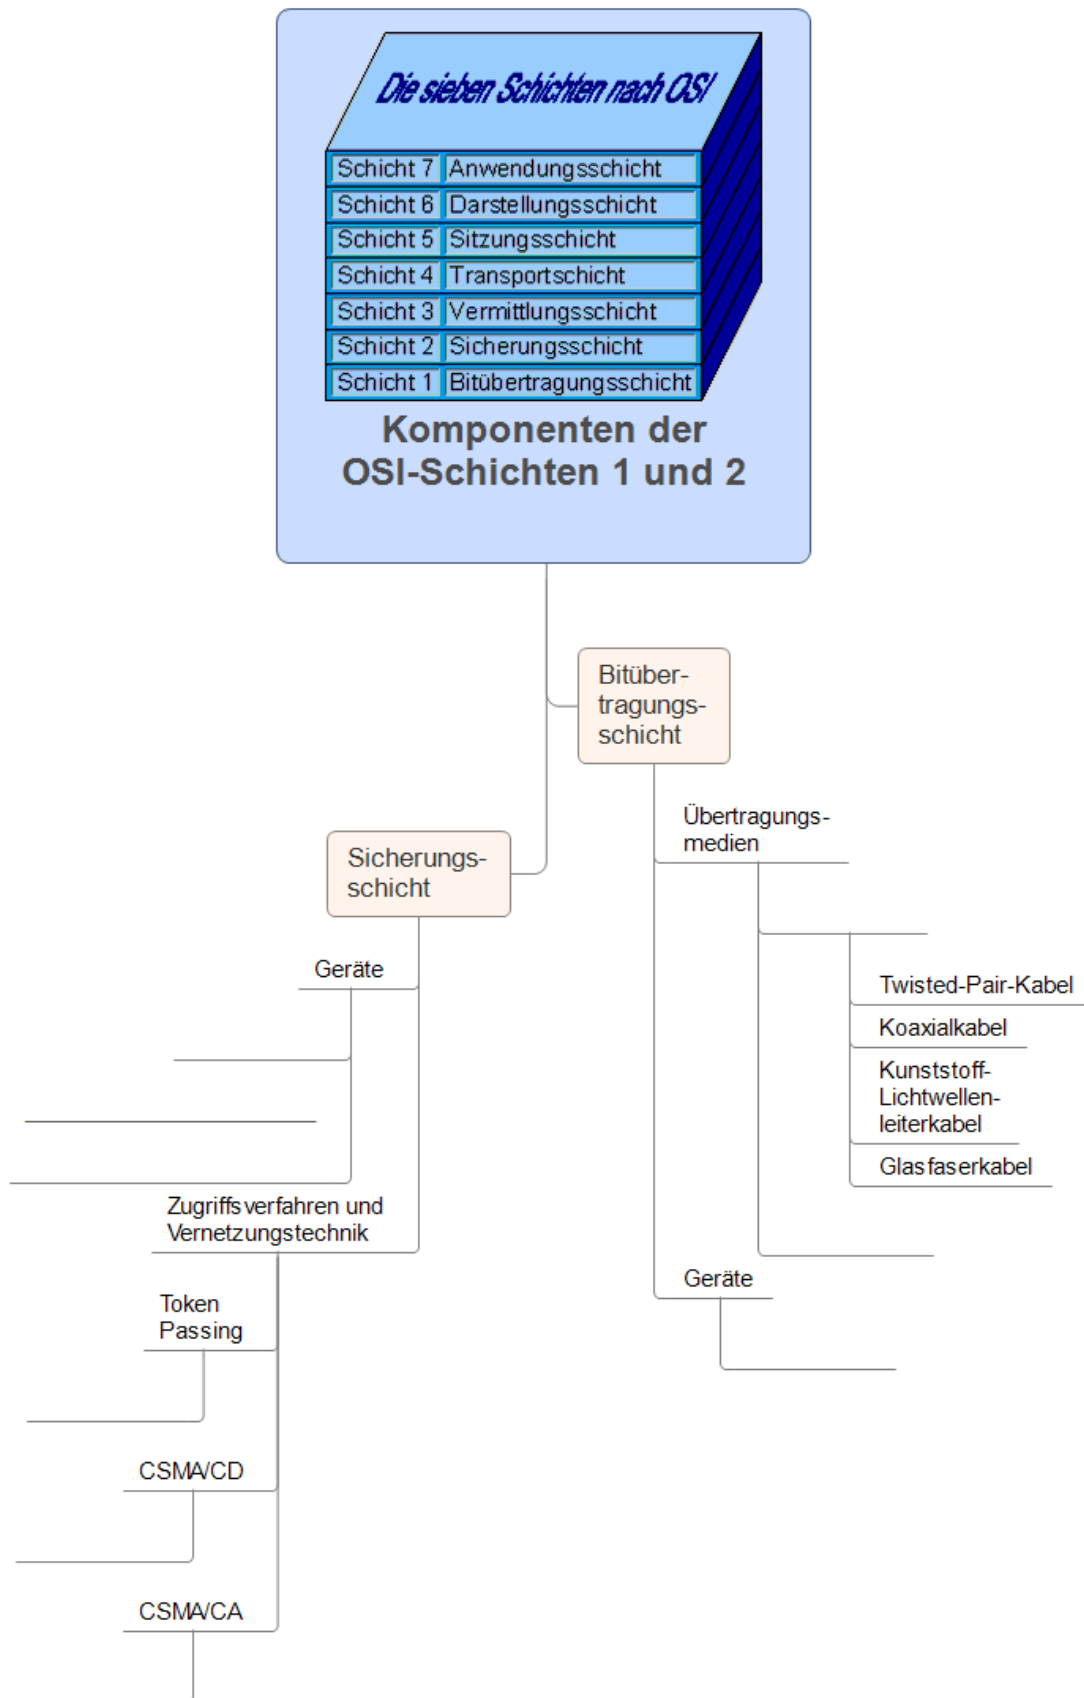 Die sieben Schichten nach OSI
Schicht 7 Anwendungsschicht
Schicht 6 Darstellungsschicht
Schicht 5 Sitzungsschicht
Schicht 4 Transportschicht
Schicht 3 Vermittlungsschicht
Schicht 2 Sicherungsschicht
Schicht 1 Bitübertragungsschicht
Komponenten der
OSI-Schichten 1 und 2
Bitüber-
tragungs-
schicht
Übertragungs-
medien
Twisted-Pair-Kabel
Koaxialkabel
Kunststoff-
Lichtwellen-
leiterkabel
Glasfaserkabel
Geräte
Sicherungs-
schicht
Geräte
Zugriffsverfahren und
Vernetzungstechnik
Token
Passing
CSMA/CD
CSMA/CA